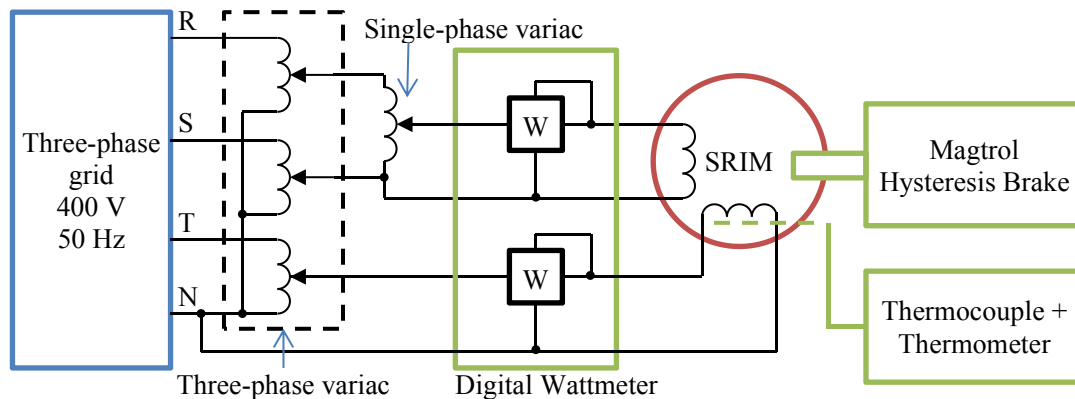 R
Single-phase variac
S
Three-phase
grid
400 V
50 Hz
T
N
W
W
SRIM
Magtrol
Hysteresis Brake
Thermocouple +
Thermometer
Three-phase variac
Digital Wattmeter